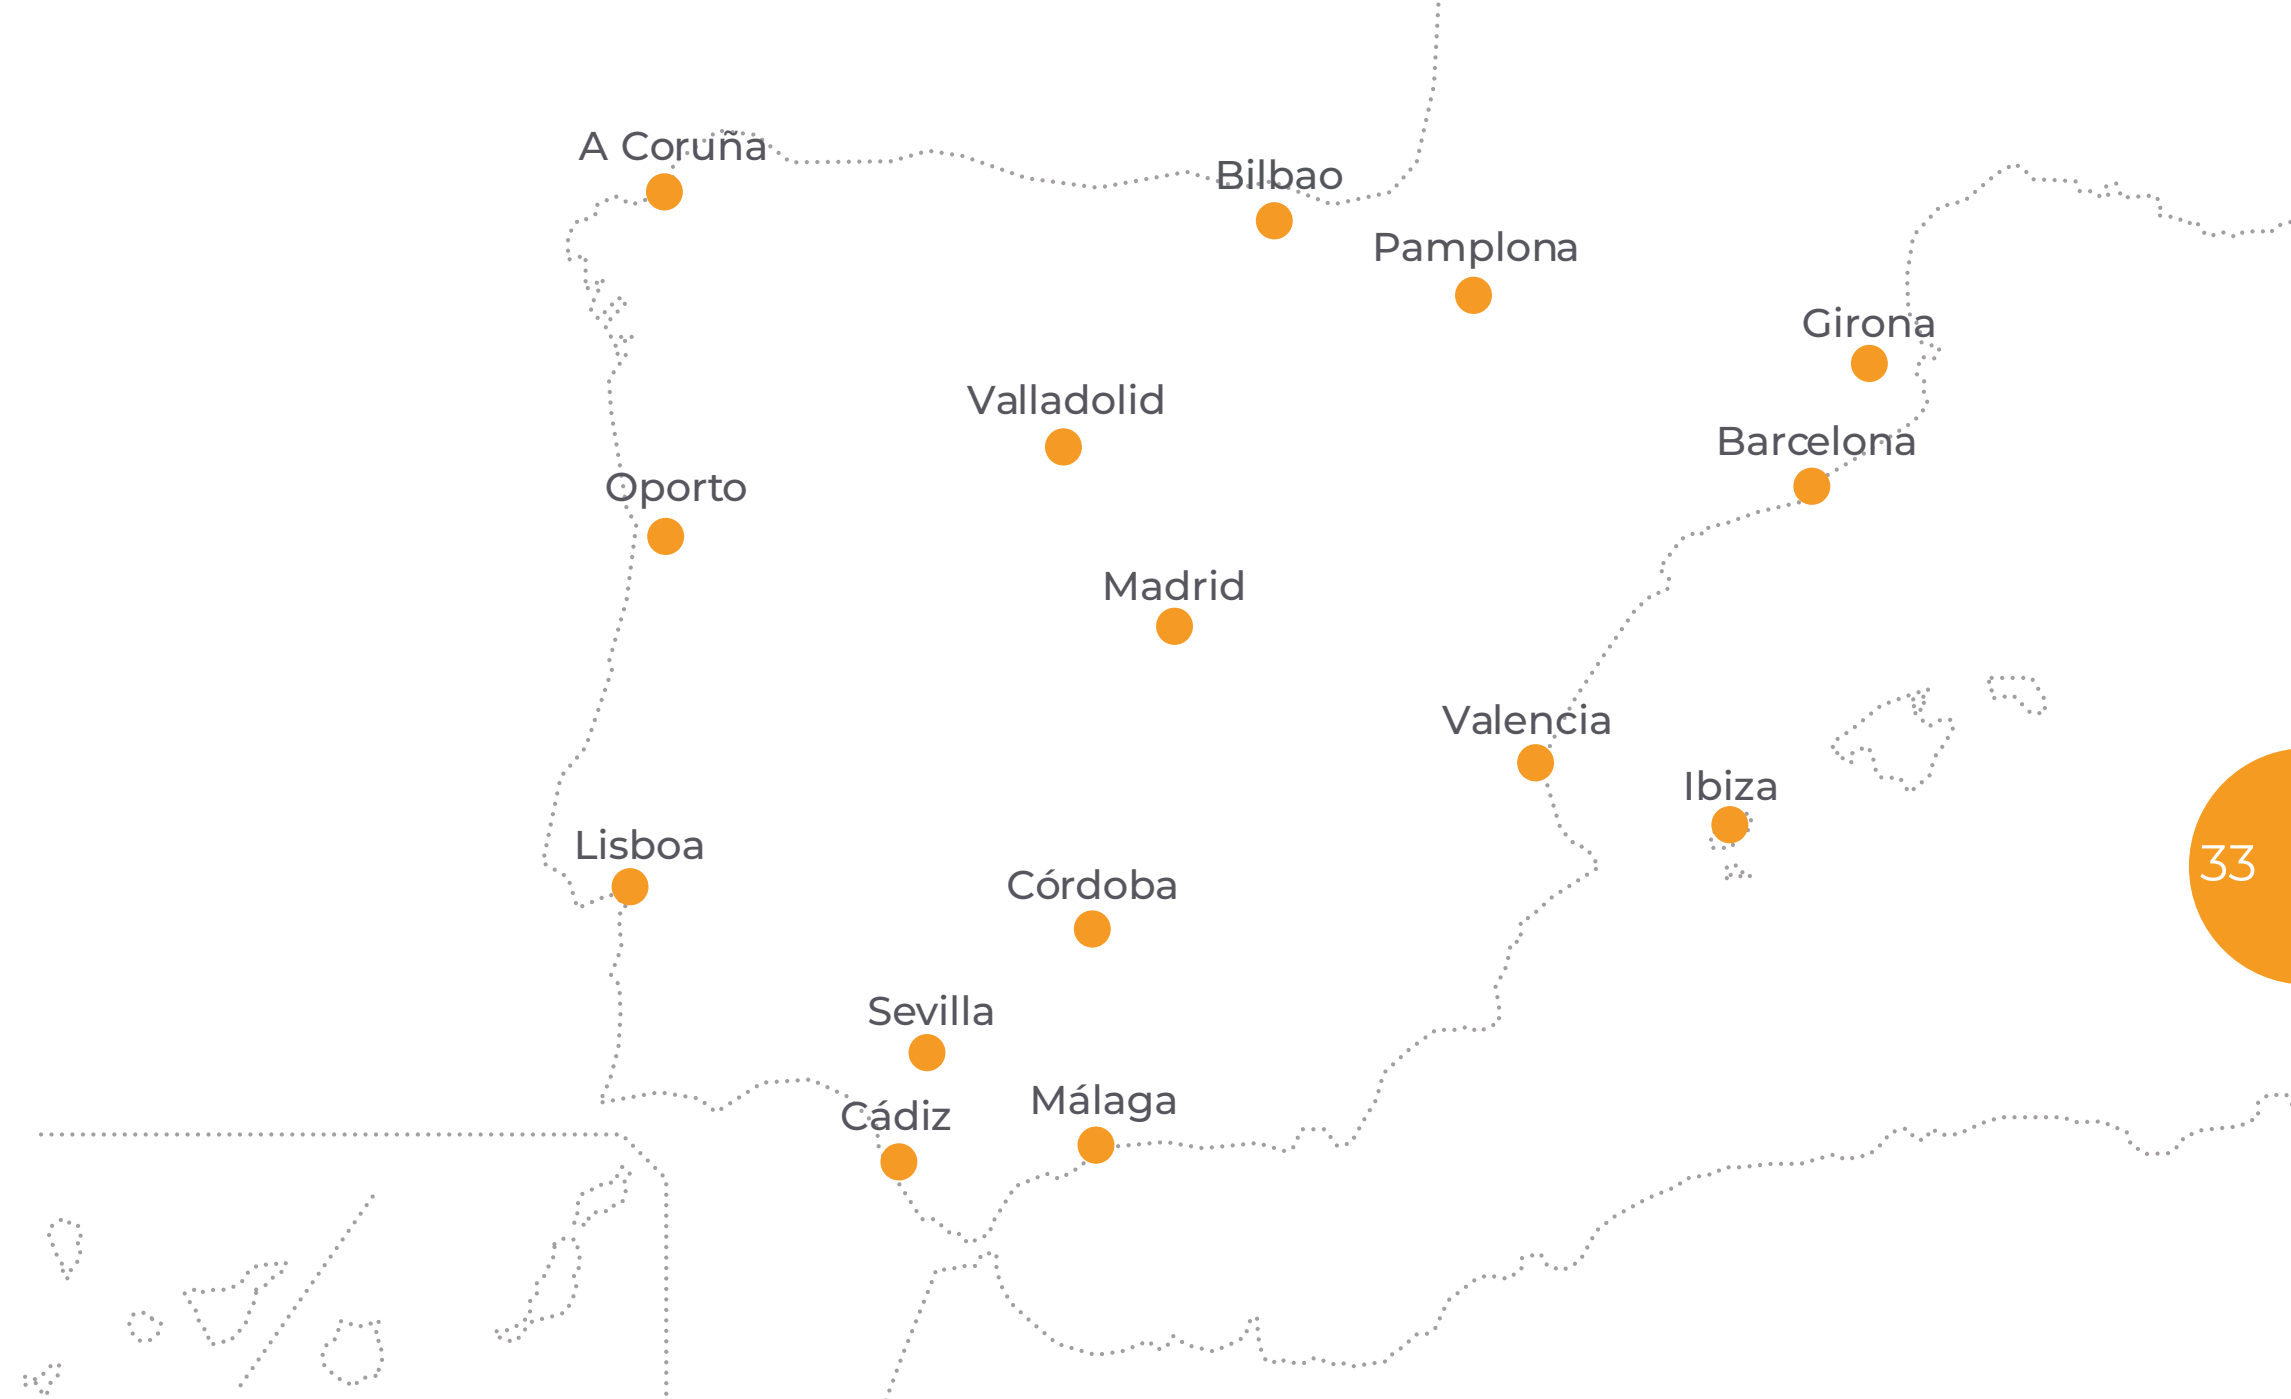 A Coruña
Bilbao
Pamplona
Girona
Valladolid
Barcelona
Oporto
Madrid
Valencia
Ibiza
Lisboa
33
Córdoba
Sevilla
Málaga
Cádiz